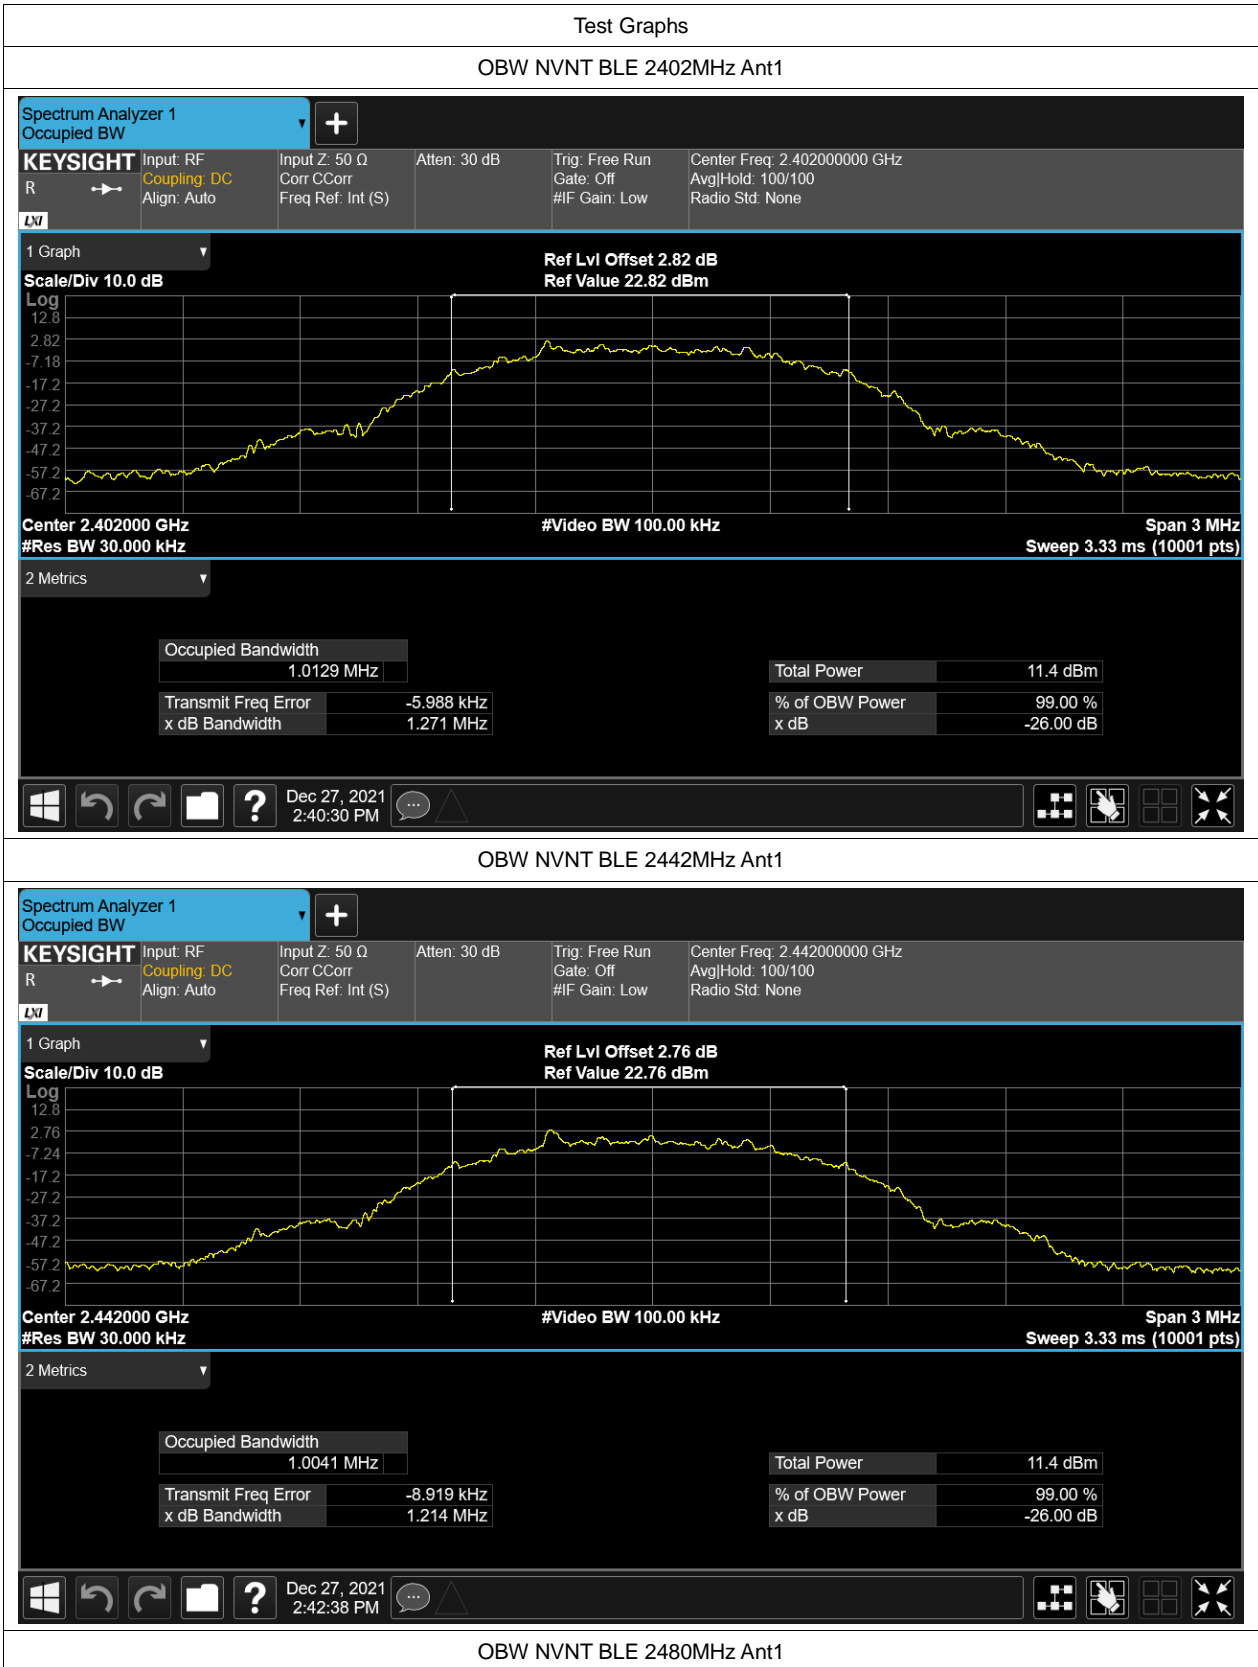 Test Graphs
OBW NVNT BLE 2402MHz Ant1
Spectrum Analyzer 1
Occupied BW
+
KEYSIGHT
R
LXI
Input: RF
Coupling: DC
Align: Auto
Input Z: 50 Ω
Corr CCorr
Freq Ref: Int (S)
Atten: 30 dB
Trig: Free Run
Gate: Off
#IF Gain: Low
Center Freq: 2.402000000 GHz
Avg|Hold: 100/100
Radio Std: None
1 Graph
Scale/Div 10.0 dB
Ref Lvl Offset 2.82 dB
Ref Value 22.82 dBm
Log
12.8
2.82
-7.18
-17.2
-27.2
-37.2
-47.2
-57.2
-67.2
Center 2.402000 GHz
#Res BW 30.000 kHz
#Video BW 100.00 kHz
Span 3 MHz
Sweep 3.33 ms (10001 pts)
2 Metrics
Occupied Bandwidth
1.0129 MHz
Total Power 11.4 dBm
Transmit Freq Error -5.988 kHz
x dB Bandwidth 1.271 MHz
% of OBW Power 99.00 %
x dB -26.00 dB
?
Dec 27, 2021
2:40:30 PM
OBW NVNT BLE 2442MHz Ant1
Spectrum Analyzer 1
Occupied BW
+
KEYSIGHT
R
LXI
Input: RF
Coupling: DC
Align: Auto
Input Z: 50 Ω
Corr CCorr
Freq Ref: Int (S)
Atten: 30 dB
Trig: Free Run
Gate: Off
#IF Gain: Low
Center Freq: 2.442000000 GHz
Avg|Hold: 100/100
Radio Std: None
1 Graph
Scale/Div 10.0 dB
Ref Lvl Offset 2.76 dB
Ref Value 22.76 dBm
Log
12.8
2.76
-7.24
-17.2
-27.2
-37.2
-47.2
-57.2
-67.2
Center 2.442000 GHz
#Res BW 30.000 kHz
#Video BW 100.00 kHz
Span 3 MHz
Sweep 3.33 ms (10001 pts)
2 Metrics
Occupied Bandwidth
1.0041 MHz
Total Power 11.4 dBm
Transmit Freq Error -8.919 kHz
x dB Bandwidth 1.214 MHz
% of OBW Power 99.00 %
x dB -26.00 dB
?
Dec 27, 2021
2:42:38 PM
OBW NVNT BLE 2480MHz Ant1